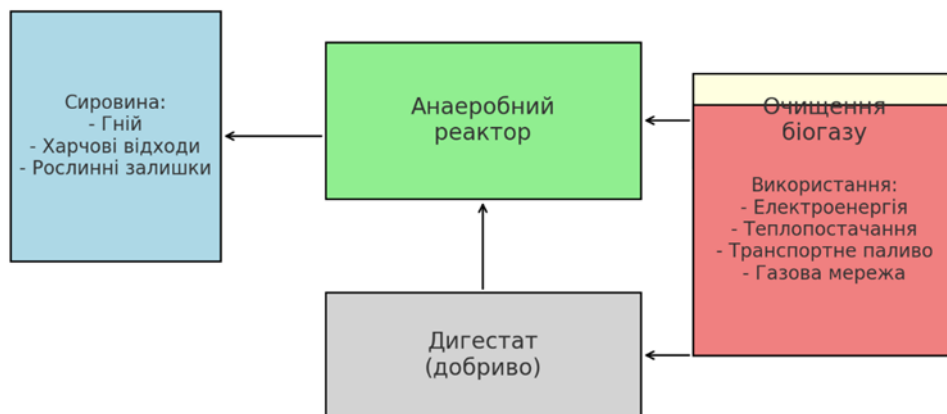 Сировина:
- Гній
- Харчові відходи
- Рослинні залишки
Анаеробний
реактор
Очищення
біогазу
Використання:
- Електроенергія
- Теплопостачання
- Транспортне паливо
- Газова мережа
Дигестат
(добриво)